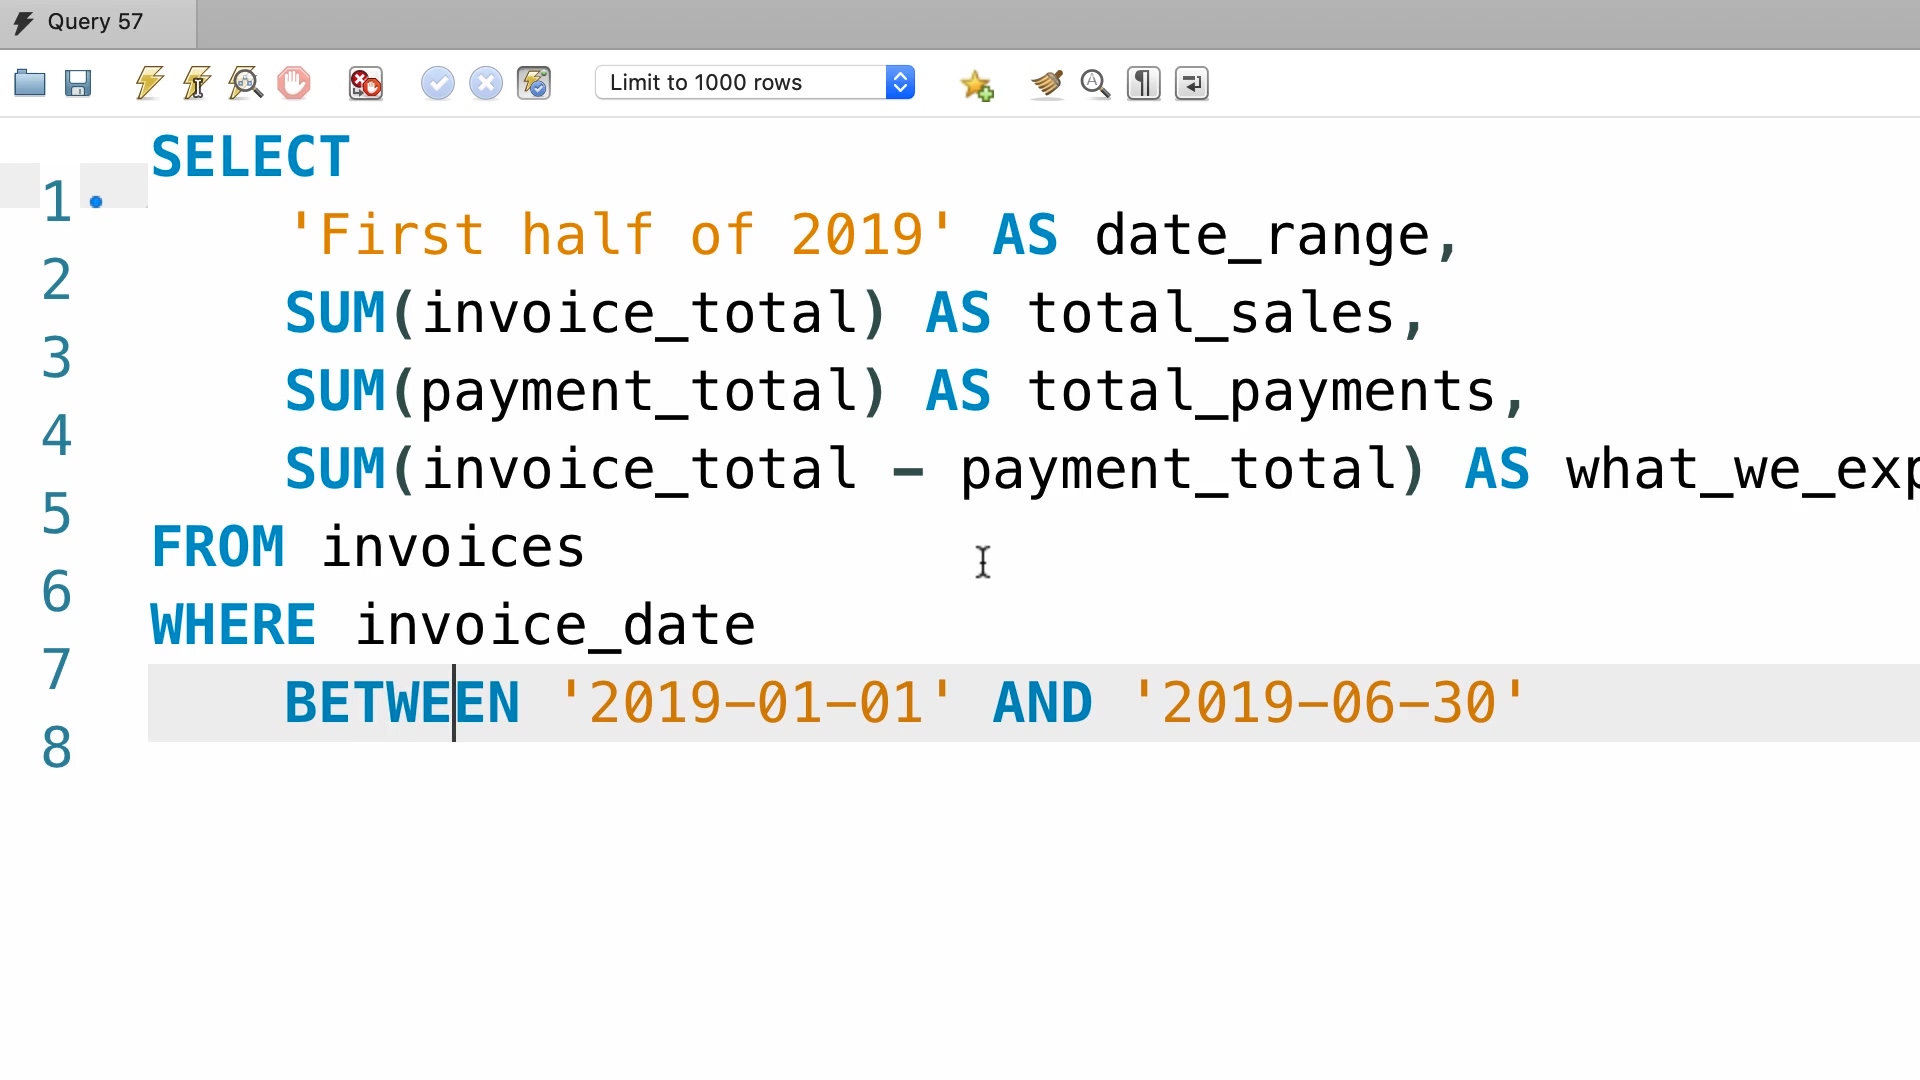 Query 57
Limit to 1000 rows
SELECT
1
'First half of 2019' AS date_range,
2
SUM(invoice_total) AS total_sales,
3
SUM(payment_total) AS total_payments,
4
SUM(invoice_total - payment_total) AS what_we_exp
5
FROM invoices
6
WHERE invoice_date
7
BETWEEN '2019-01-01' AND '2019-06-30'
8